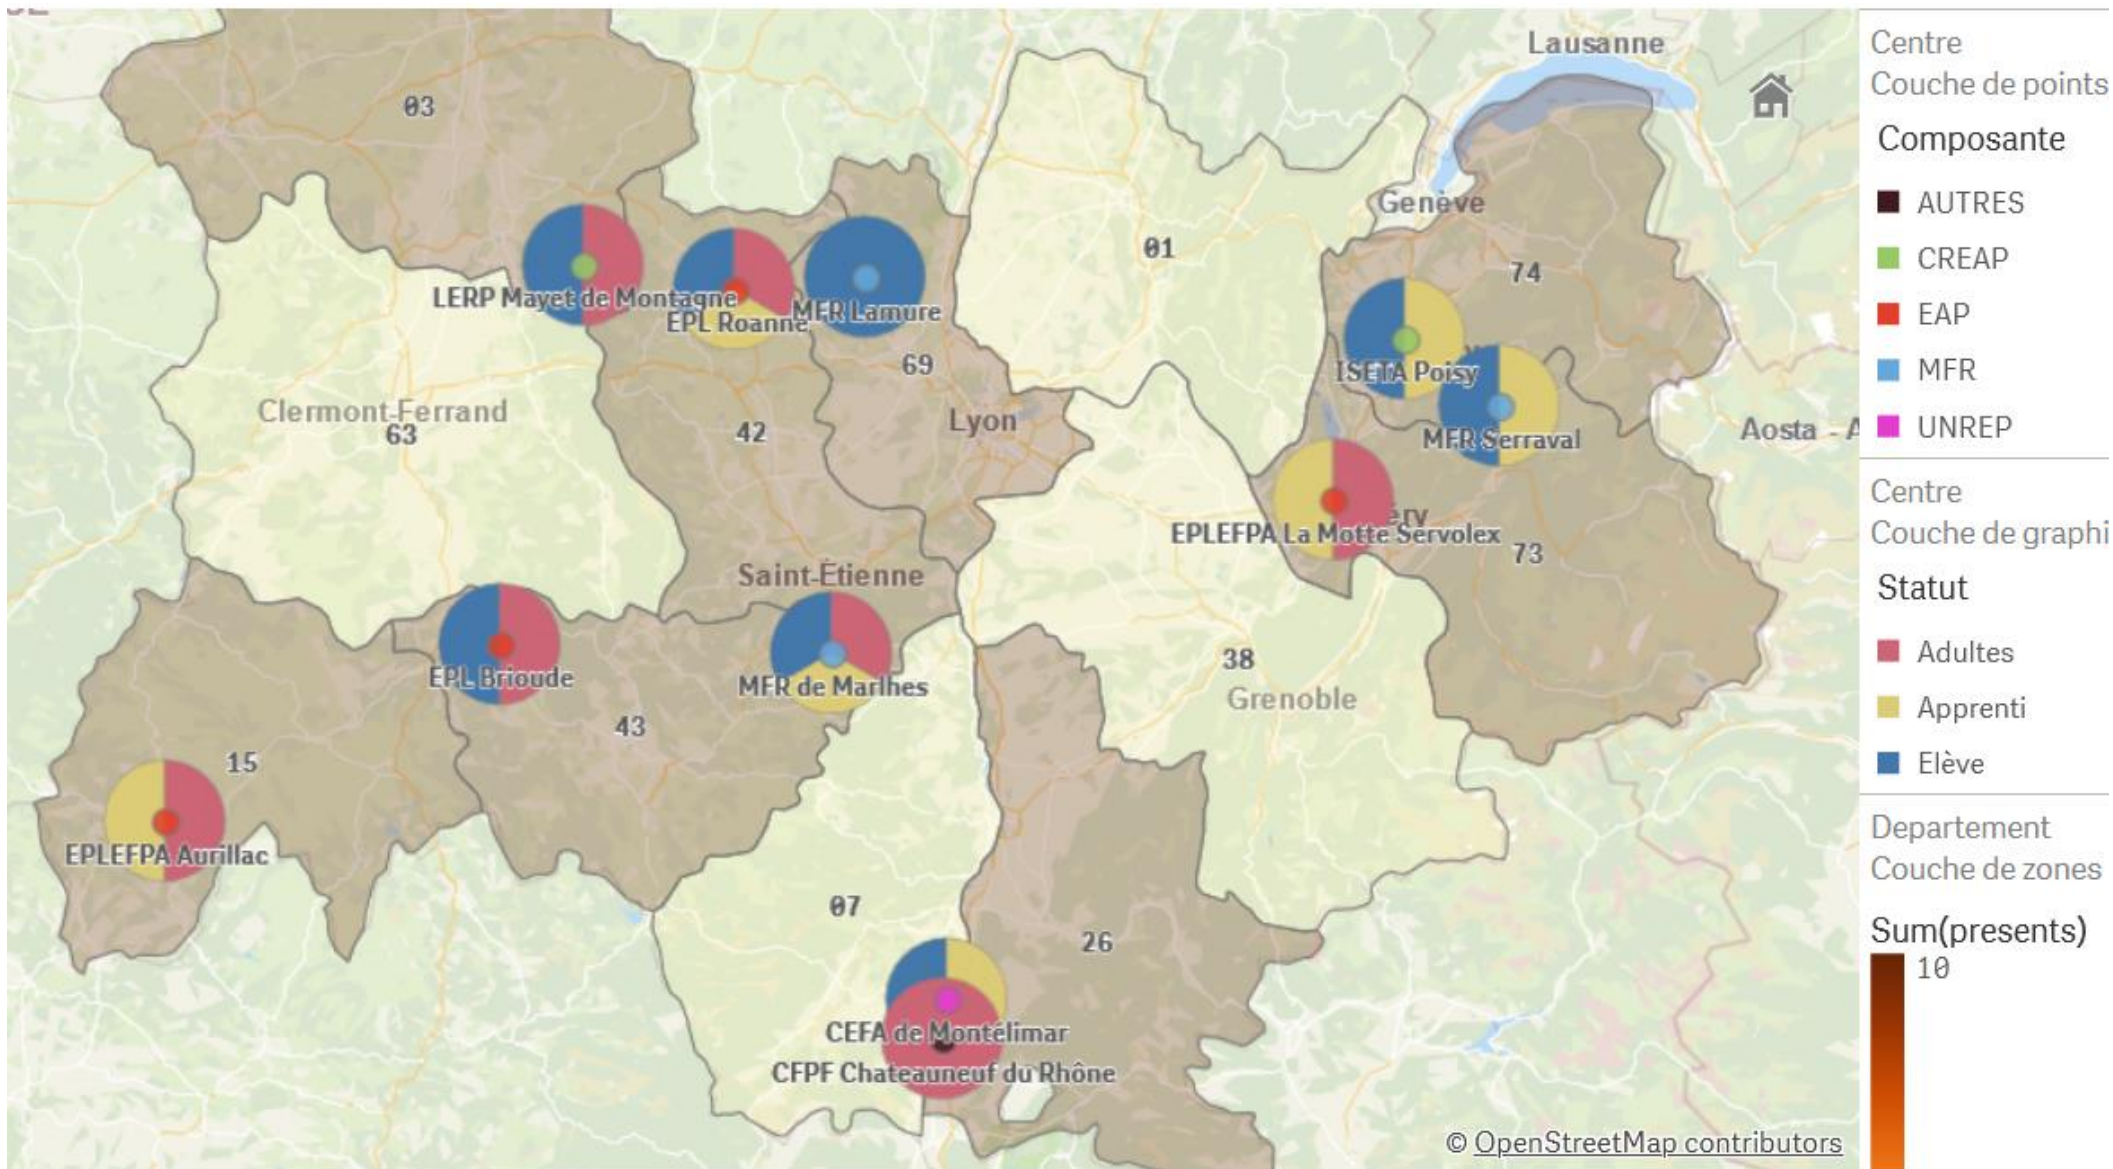 Lausanne
03
Genève
01
74
LERP Mayet de Montagne
EPL Roanne
MFR Lamure
69
ISETA Poisy
Clermont-Ferrand
63
42
Lyon
MFR Serraval
Aosta - A
EPLEFPA La Motte Servolex
éry
73
Saint-Étienne
38
Grenoble
EPL Brioude
MFR de Marlhes
43
15
EPLEFPA Aurillac
07
26
CEFA de Montélimar
CFPF Chateauneuf du Rhône
© OpenStreetMap contributors
Centre
Couche de points
Composante
AUTRES
CREAP
EAP
MFR
UNREP
Centre
Couche de graphi
Statut
Adultes
Apprenti
Elève
Departement
Couche de zones
Sum(presents)
10